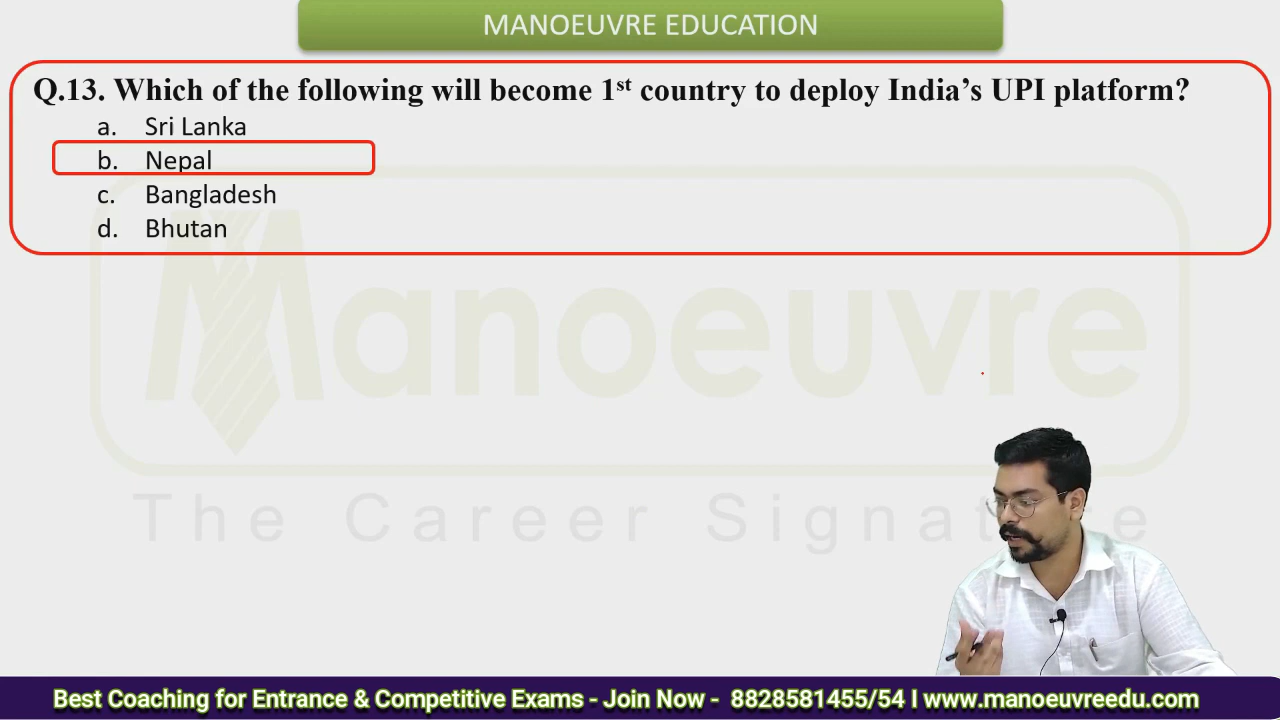 MANOEUVRE EDUCATION
Q.13. Which of the following will become 1st country to deploy India’s UPI platform?
a. Sri Lanka
b. Nepal
c. Bangladesh
d. Bhutan
Manoeuvre
The Career Signature
Best Coaching for Entrance & Competitive Exams - Join Now - 8828581455/54 I www.manoeuvreedu.com